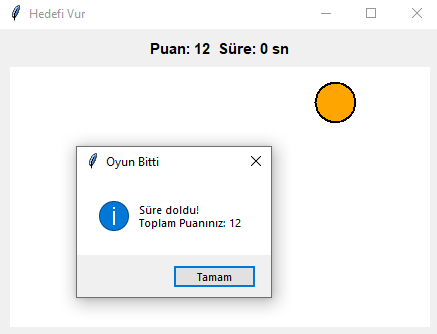 Hedefi Vur
Puan: 12  Süre: 0 sn
Oyun Bitti
Süre doldu!
Toplam Puanınız: 12
Tamam